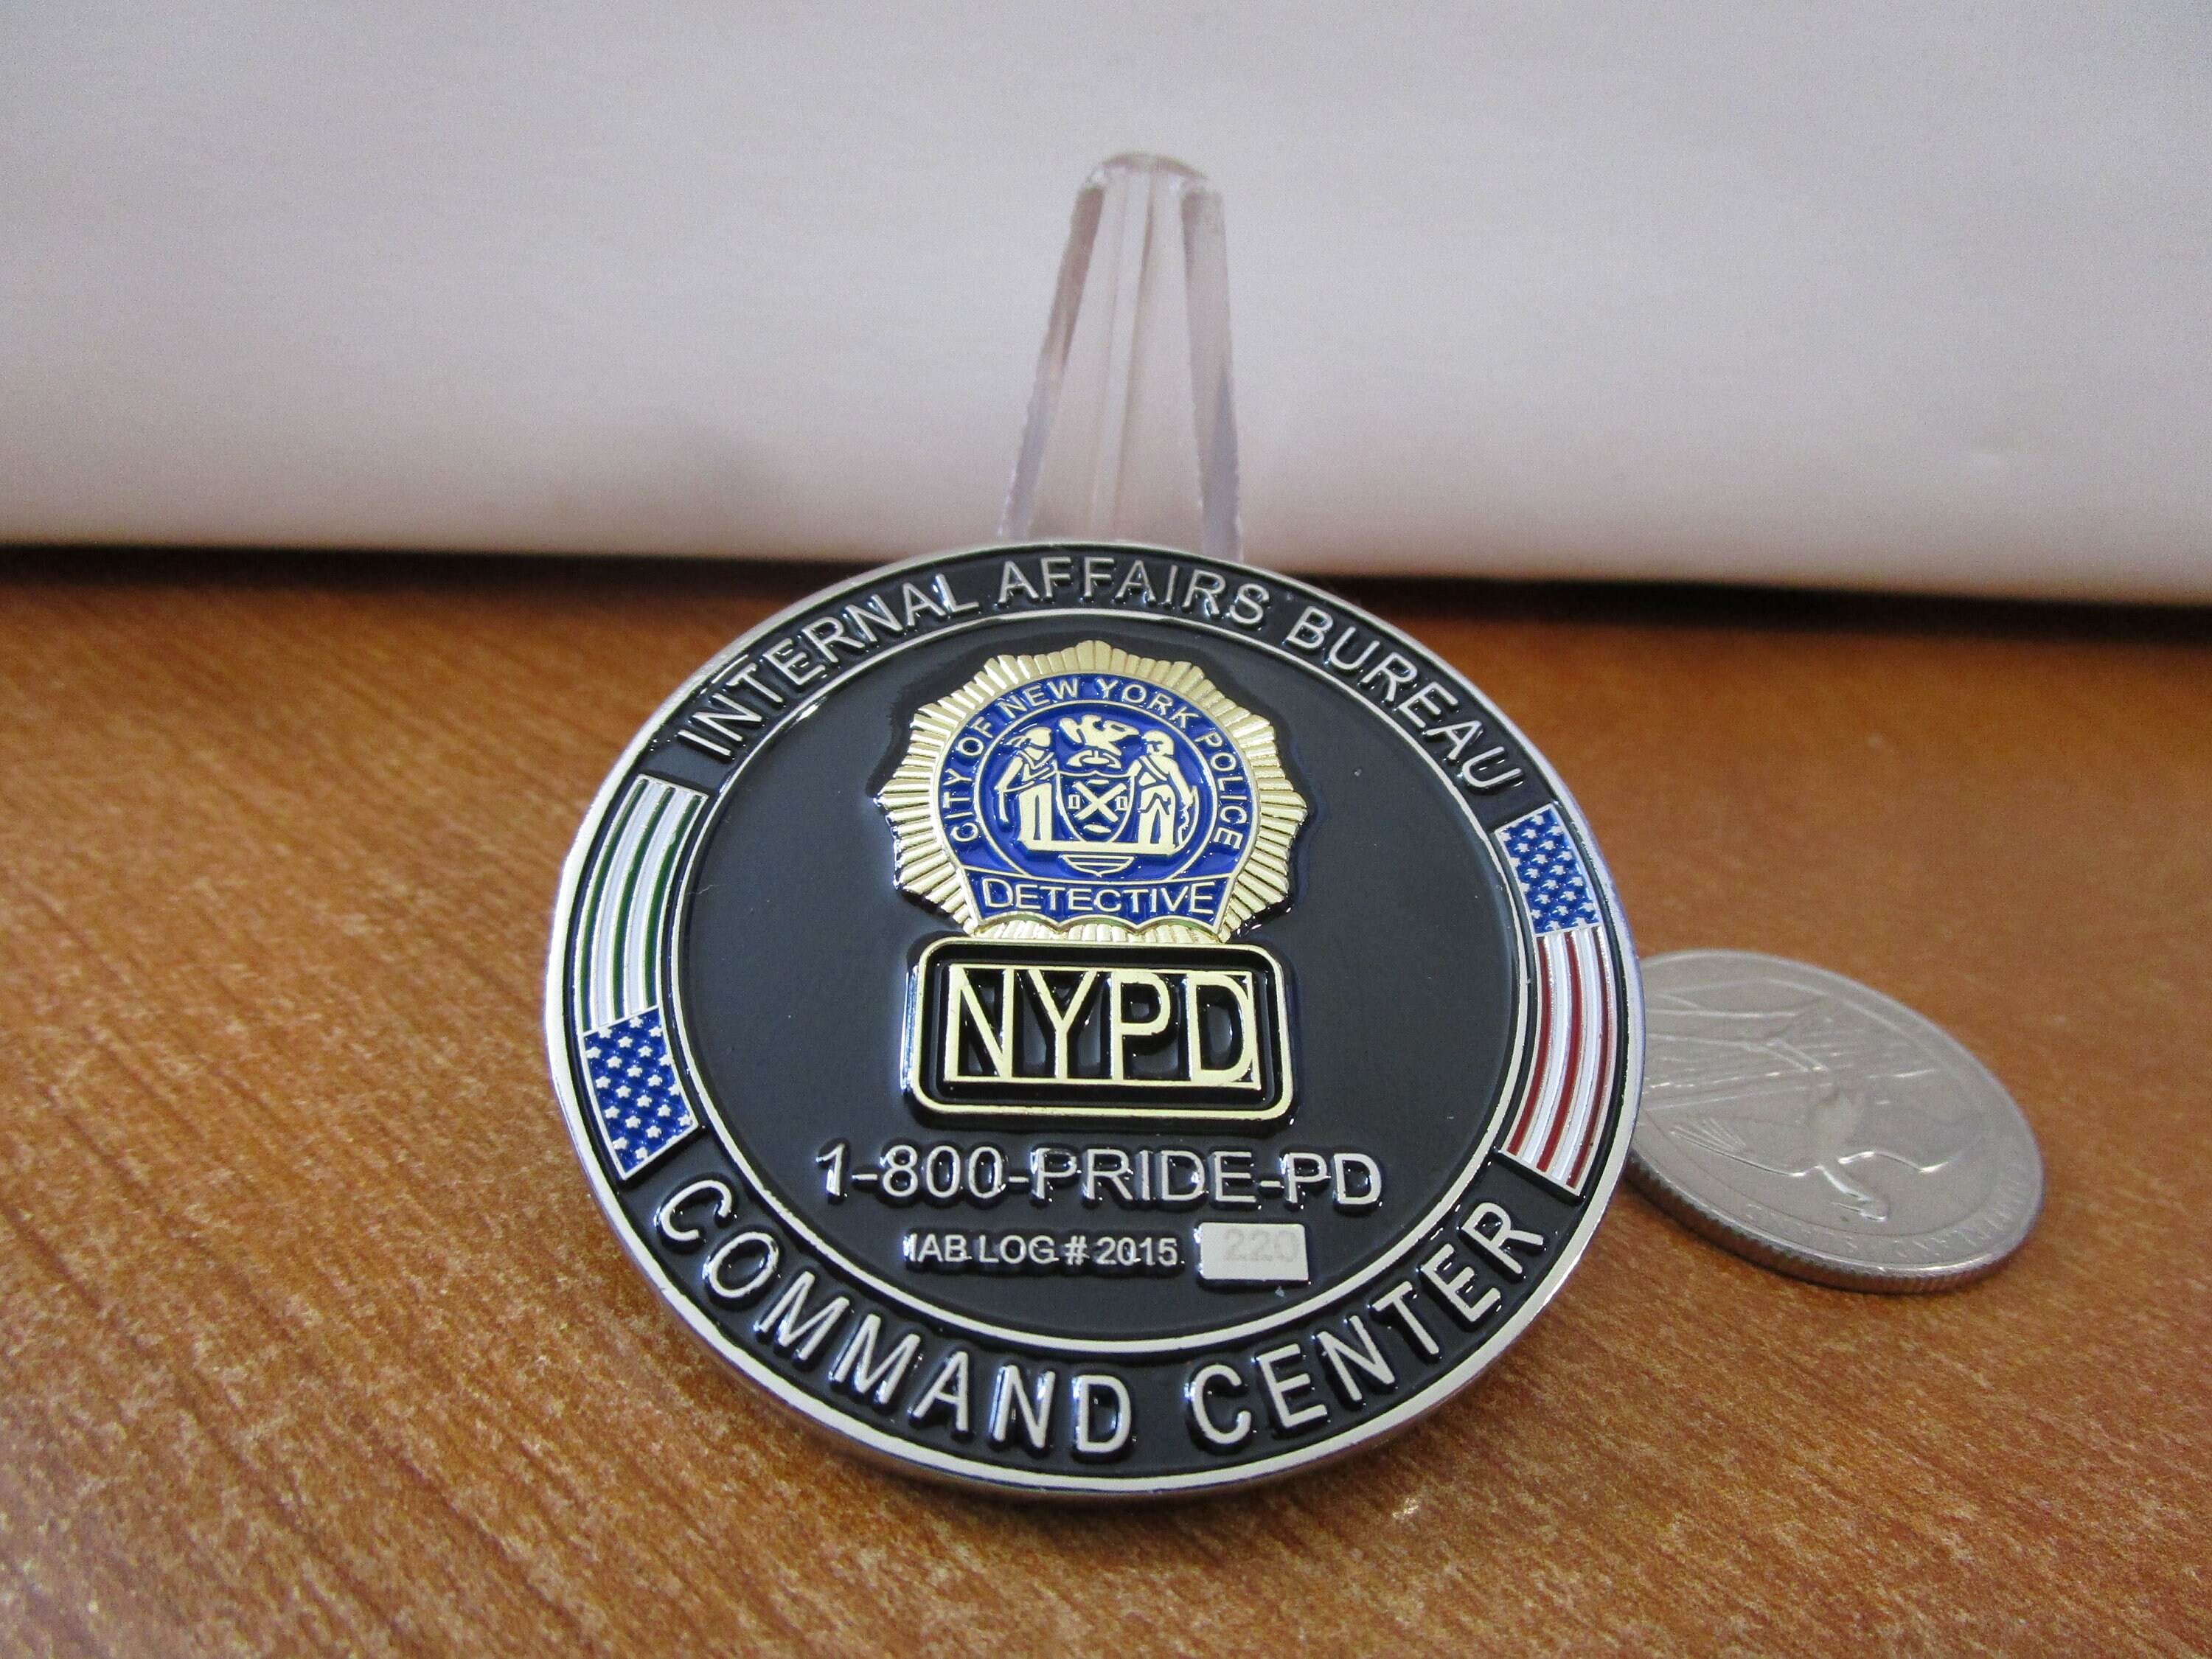 INTERNAL AFFAIRS BUREAU
CITY OF NEW YORK POLICE
DETECTIVE
NYPD
1-800-PRIDE-PD
IAB LOG # 2015 220
COMMAND CENTER